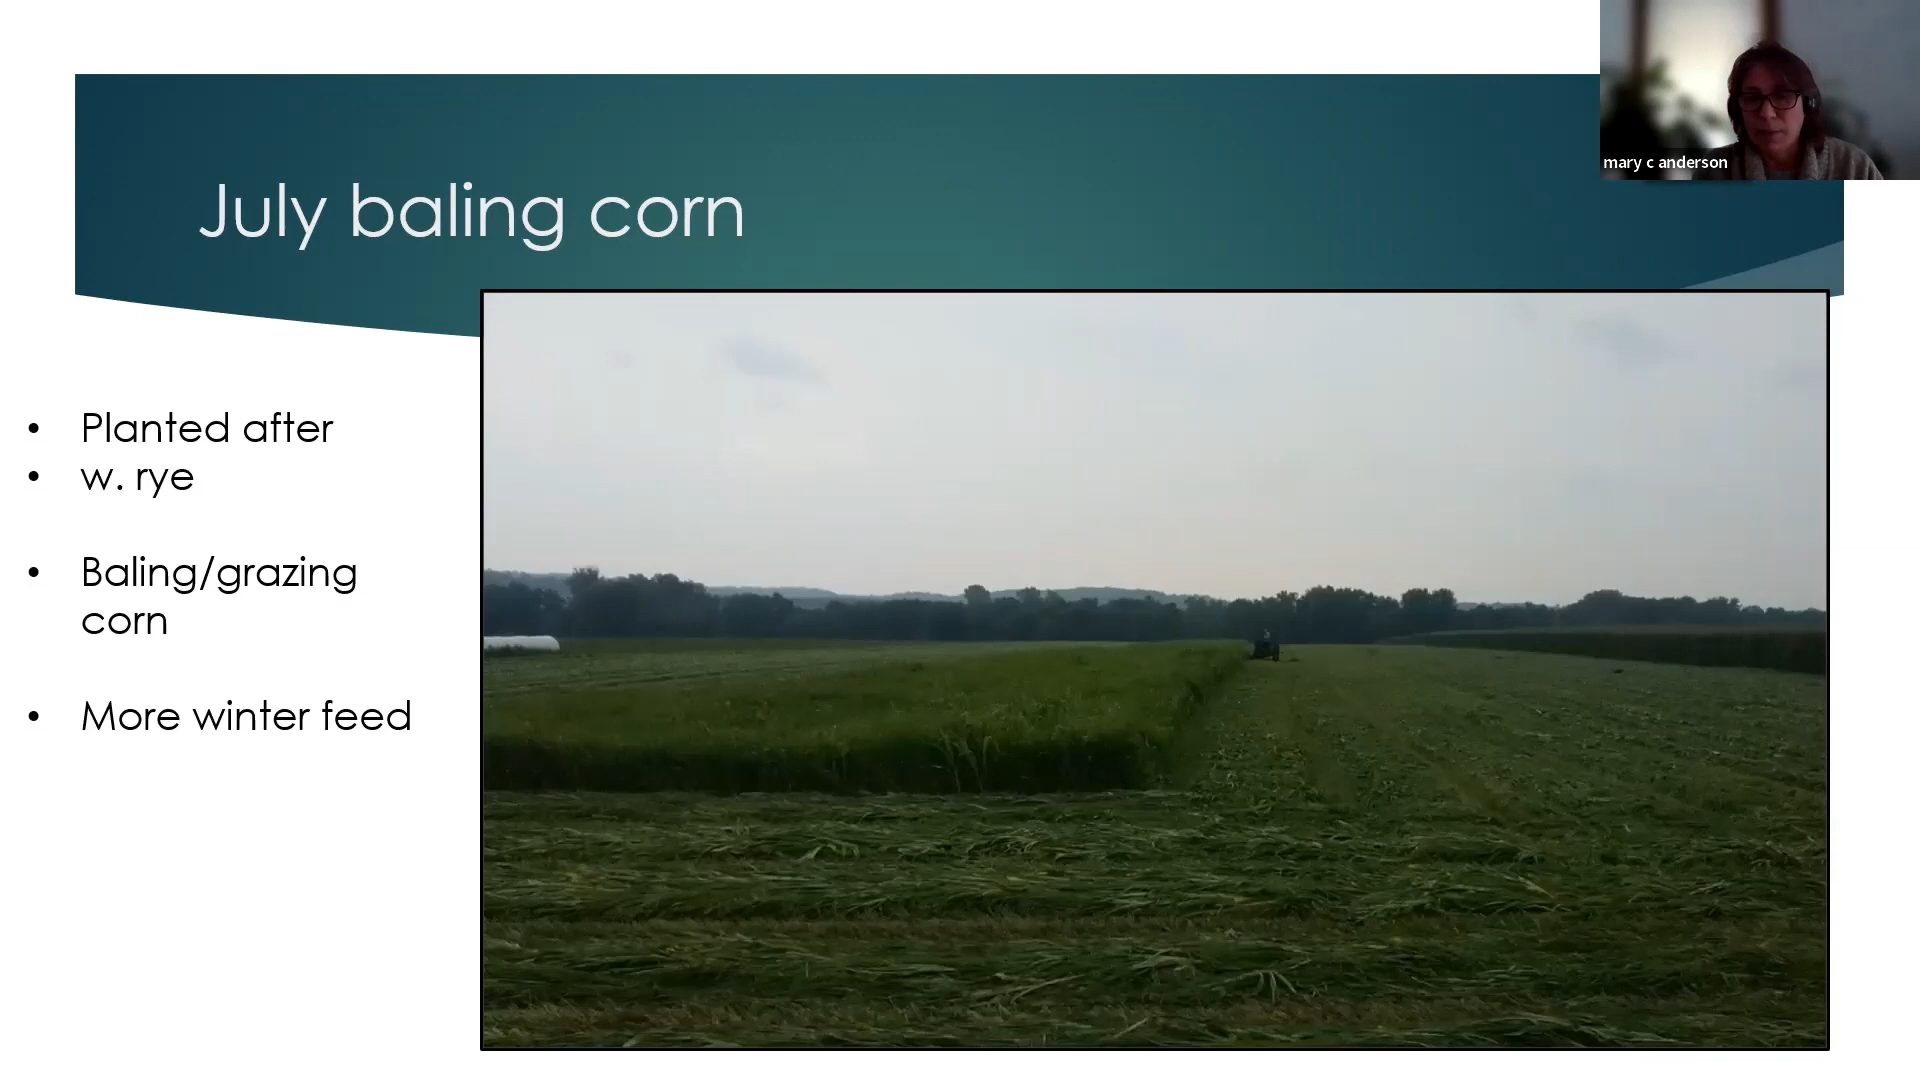 mary c anderson
July baling corn
• Planted after
• w. rye
• Baling/grazing
corn
• More winter feed